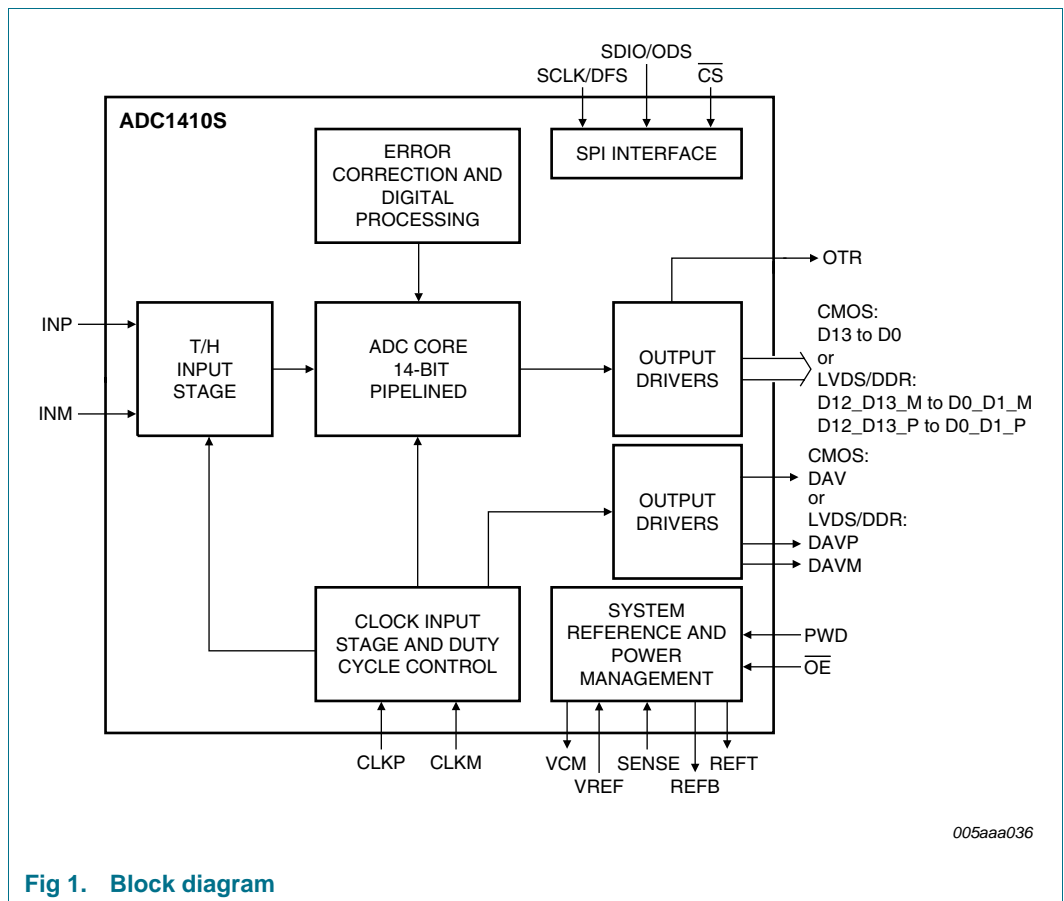 SDIO/ODS
SCLK/DFS
CS
ADC1410S
ERROR
CORRECTION AND
DIGITAL
PROCESSING
SPI INTERFACE
OTR
INP
INM
T/H
INPUT
STAGE
ADC CORE
14-BIT
PIPELINED
OUTPUT
DRIVERS
CMOS:
D13 to D0
or
LVDS/DDR:
D12_D13_M to D0_D1_M
D12_D13_P to D0_D1_P
OUTPUT
DRIVERS
CMOS:
DAV
or
LVDS/DDR:
DAVP
DAVM
CLOCK INPUT
STAGE AND DUTY
CYCLE CONTROL
SYSTEM
REFERENCE AND
POWER
MANAGEMENT
PWD
OE
CLKP
CLKM
VCM
VREF
SENSE
REFB
REFT
005aaa036
Fig 1. Block diagram